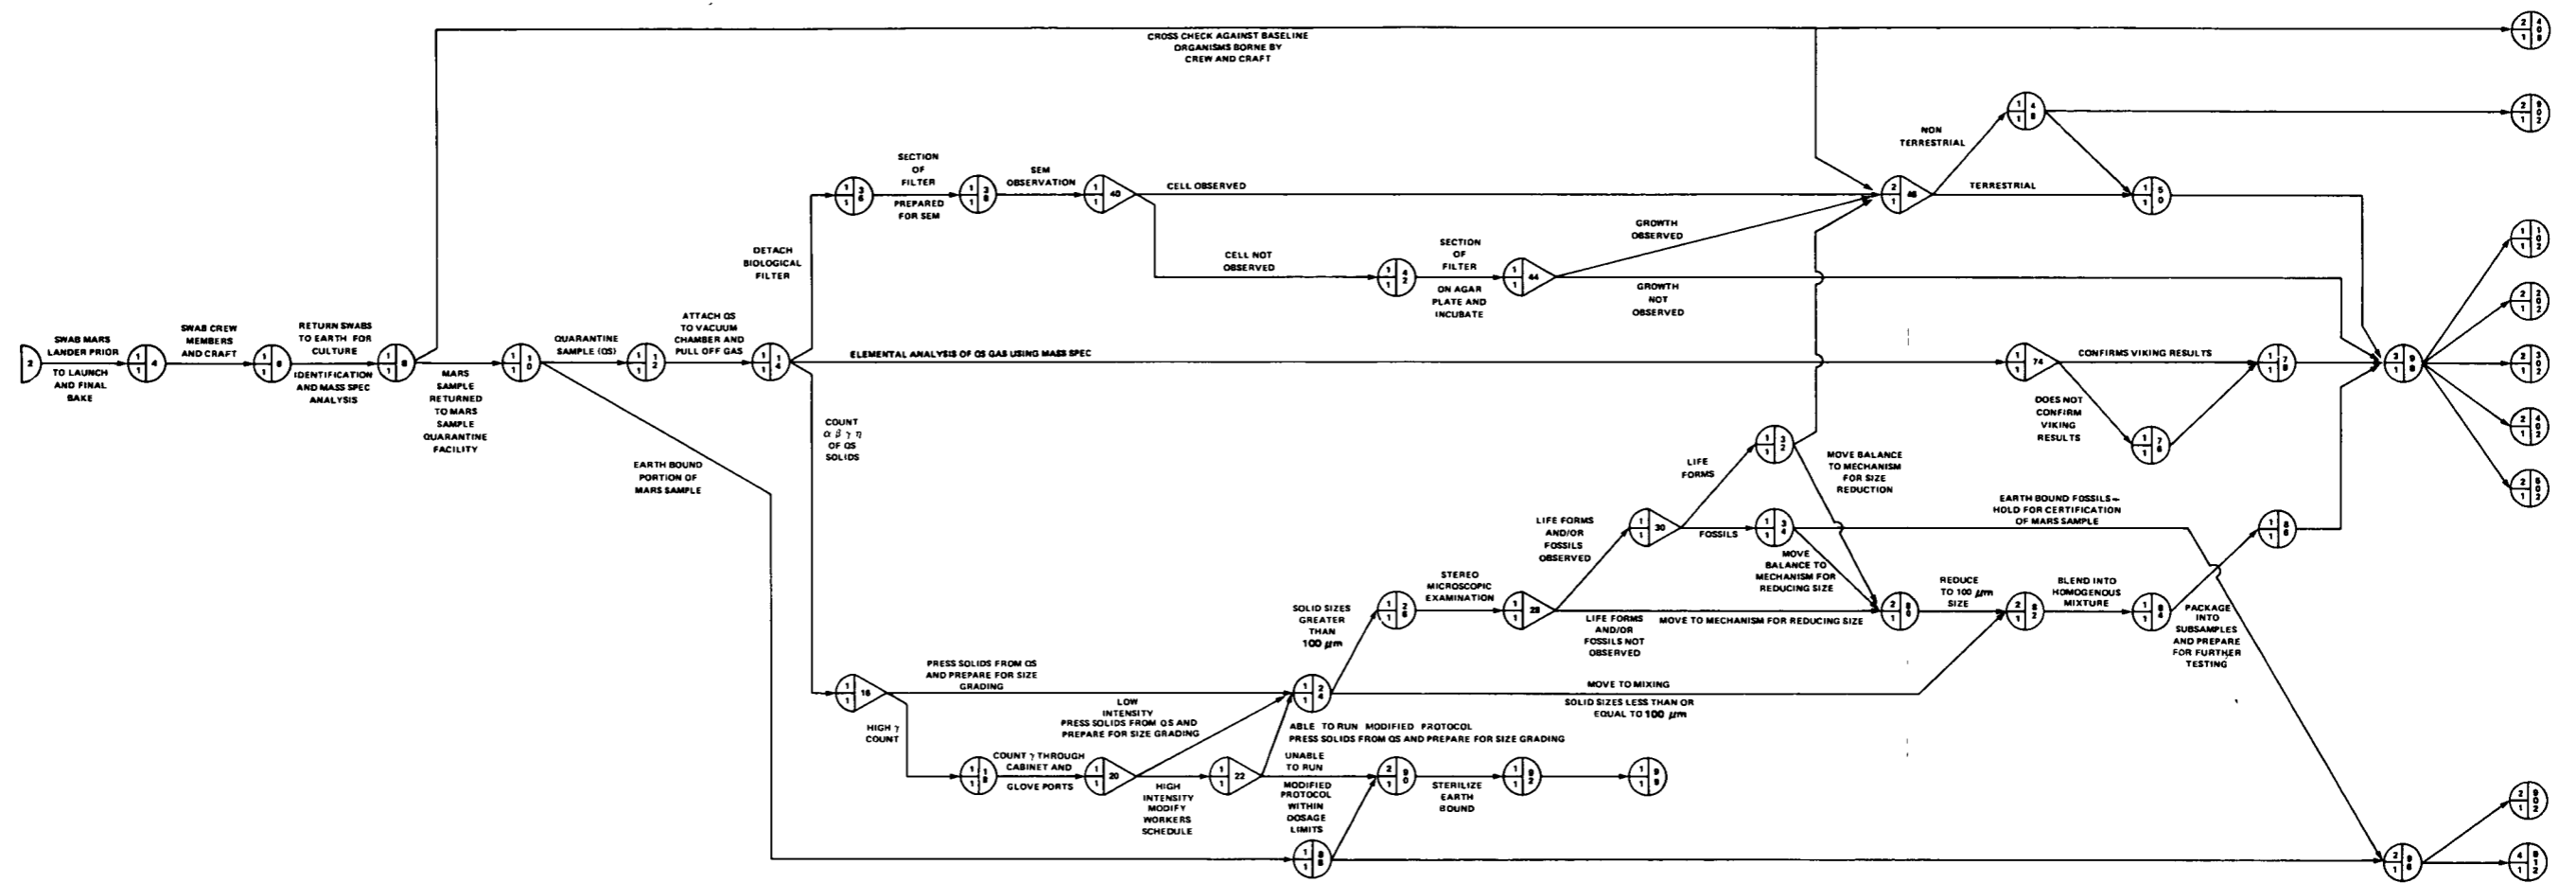 CROSS CHECK AGAINST BASELINE
ORGANISMS BORNE BY
CREW AND CRAFT
NON
TERRESTRIAL
TERRESTRIAL
SECTION
OF
FILTER
PREPARED
FOR SEM
SEM
OBSERVATION
40
CELL OBSERVED
46
CELL NOT
OBSERVED
SECTION
OF
FILTER
ON AGAR
PLATE AND
INCUBATE
44
GROWTH
OBSERVED
GROWTH
NOT
OBSERVED
DETACH
BIOLOGICAL
FILTER
2
SWAB MARS
LANDER PRIOR
TO LAUNCH
AND FINAL
BAKE
4
SWAB CREW
MEMBERS
AND CRAFT
RETURN SWABS
TO EARTH FOR
CULTURE
IDENTIFICATION
AND MASS SPEC
ANALYSIS
8
MARS
SAMPLE
RETURNED
TO MARS
SAMPLE
QUARANTINE
FACILITY
QUARANTINE
SAMPLE (QS)
ATTACH QS
TO VACUUM
CHAMBER AND
PULL OFF GAS
ELEMENTAL ANALYSIS OF QS GAS USING MASS SPEC
74
CONFIRMS VIKING RESULTS
DOES NOT
CONFIRM
VIKING
RESULTS
COUNT
α β γ η
OF QS
SOLIDS
EARTH BOUND
PORTION OF
MARS SAMPLE
LIFE
FORMS
MOVE BALANCE
TO MECHANISM
FOR SIZE
REDUCTION
LIFE FORMS
AND/OR
FOSSILS
OBSERVED
30
FOSSILS
EARTH BOUND FOSSILS –
HOLD FOR CERTIFICATION
OF MARS SAMPLE
MOVE
BALANCE TO
MECHANISM FOR
REDUCING SIZE
STEREO
MICROSCOPIC
EXAMINATION
28
SOLID SIZES
GREATER
THAN
100 μm
LIFE FORMS
AND/OR
FOSSILS NOT
OBSERVED
MOVE TO MECHANISM FOR REDUCING SIZE
REDUCE
TO 100 μm
SIZE
BLEND INTO
HOMOGENOUS
MIXTURE
PACKAGE
INTO
SUBSAMPLES
AND PREPARE
FOR FURTHER
TESTING
16
PRESS SOLIDS FROM QS
AND PREPARE FOR SIZE
GRADING
MOVE TO MIXING
SOLID SIZES LESS THAN OR
EQUAL TO 100 μm
HIGH γ
COUNT
LOW
INTENSITY
PRESS SOLIDS FROM QS AND
PREPARE FOR SIZE GRADING
ABLE TO RUN MODIFIED PROTOCOL
PRESS SOLIDS FROM QS AND PREPARE FOR SIZE GRADING
COUNT γ THROUGH
CABINET AND
GLOVE PORTS
20
HIGH
INTENSITY
MODIFY
WORKERS
SCHEDULE
22
UNABLE
TO RUN
MODIFIED
PROTOCOL
WITHIN
DOSAGE
LIMITS
STERILIZE
EARTH
BOUND